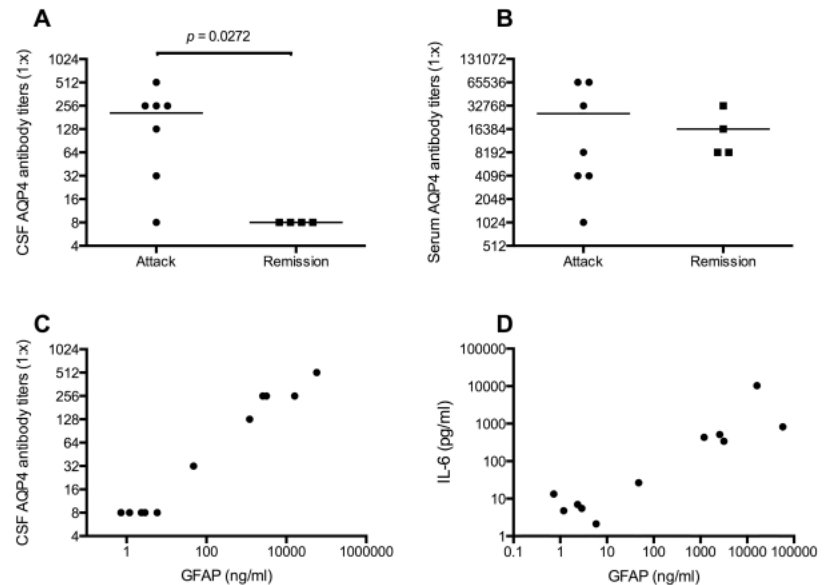 A
p = 0.0272
CSF AQP4 antibody titers (1:x)
1024
512
256
128
64
32
16
8
4
Attack
Remission
B
Serum AQP4 antibody titers (1:x)
131072
65536
32768
16384
8192
4096
2048
1024
512
Attack
Remission
C
CSF AQP4 antibody titers (1:x)
1024
512
256
128
64
32
16
8
4
1
100
10000
1000000
GFAP (ng/ml)
D
IL-6 (pg/ml)
100000
10000
1000
100
10
1
0.1
1
10
100
1000
10000
100000
GFAP (ng/ml)